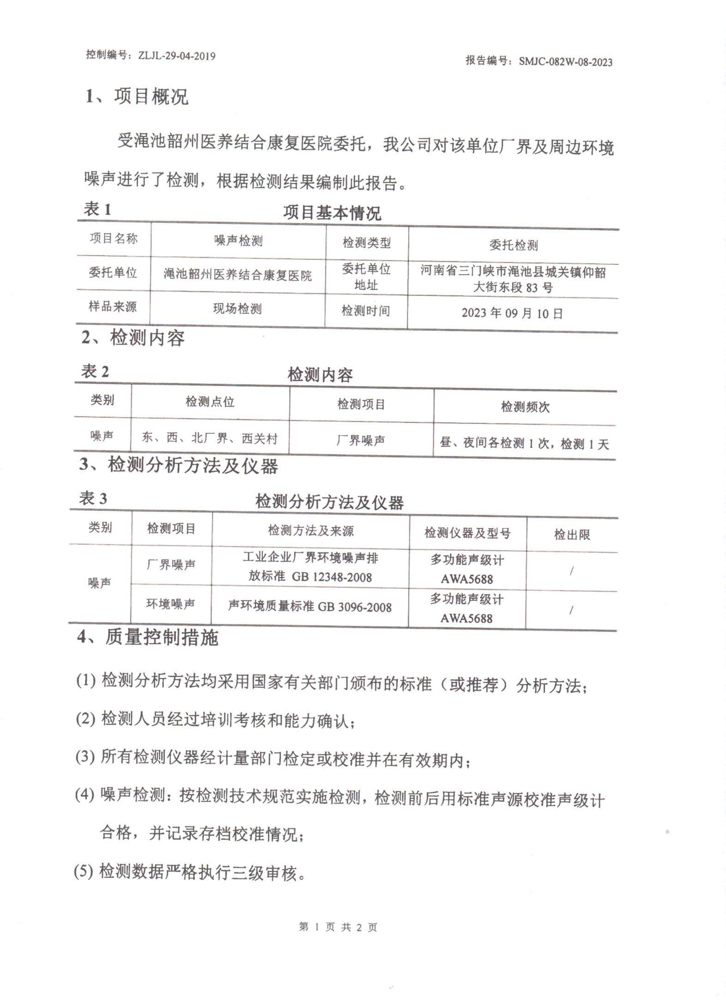 控制编号：ZLJL-29-04-2019
报告编号：SMJC-082W-08-2023
1、项目概况
受渑池韶州医养结合康复医院委托，我公司对该单位厂界及周边环境
噪声进行了检测，根据检测结果编制此报告。
表 1 项目基本情况
项目名称 噪声检测 检测类型 委托检测
委托单位 渑池韶州医养结合康复医院 委托单位 河南省三门峡市渑池县城关镇仰韶
地址 大街东段 83 号
样品来源 现场检测 检测时间 2023 年 09 月 10 日
2、检测内容
表 2 检测内容
类别 检测点位 检测项目 检测频次
噪声 东、西、北厂界、西关村 厂界噪声 昼、夜间各检测 1 次，检测 1 天
3、检测分析方法及仪器
表 3 检测分析方法及仪器
类别 检测项目 检测方法及来源 检测仪器及型号 检出限
噪声 厂界噪声 工业企业厂界环境噪声排 多功能声级计 /
放标准 GB 12348-2008 AWA5688
环境噪声 声环境质量标准 GB 3096-2008 多功能声级计 /
AWA5688
4、质量控制措施
(1) 检测分析方法均采用国家有关部门颁布的标准（或推荐）分析方法；
(2) 检测人员经过培训考核和能力确认；
(3) 所有检测仪器经计量部门检定或校准并在有效期内；
(4) 噪声检测：按检测技术规范实施检测，检测前后用标准声源校准声级计
合格，并记录存档校准情况；
(5) 检测数据严格执行三级审核。
第 1 页 共 2 页